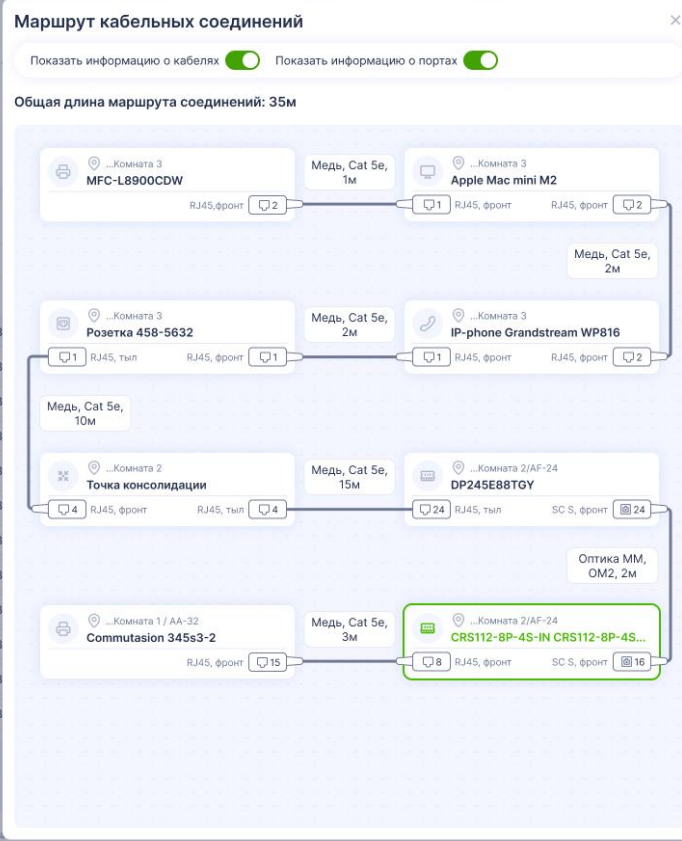 Маршрут кабельных соединений
Показать информацию о кабелях
Показать информацию о портах
Общая длина маршрута соединений: 35м
...Комната 3
MFC-L8900CDW
RJ45,фронт 2
Медь, Cat 5e,
1м
...Комната 3
Apple Mac mini M2
1 RJ45, фронт
RJ45, фронт 2
Медь, Cat 5e,
2м
...Комната 3
Розетка 458-5632
1 RJ45, тыл
RJ45, фронт 1
Медь, Cat 5e,
2м
...Комната 3
IP-phone Grandstream WP816
1 RJ45, фронт
RJ45, фронт 2
Медь, Cat 5e,
10м
...Комната 2
Точка консолидации
4 RJ45, фронт
RJ45, тыл 4
Медь, Cat 5e,
15м
...Комната 2/AF-24
DP245E88TGY
24 RJ45, тыл
SC S, фронт 24
Оптика ММ,
ОМ2, 2м
...Комната 1 / AA-32
Commutasion 345s3-2
RJ45, фронт 15
Медь, Cat 5e,
3м
...Комната 2/AF-24
CRS112-8P-4S-IN CRS112-8P-4S...
8 RJ45, фронт
SC S, фронт 16